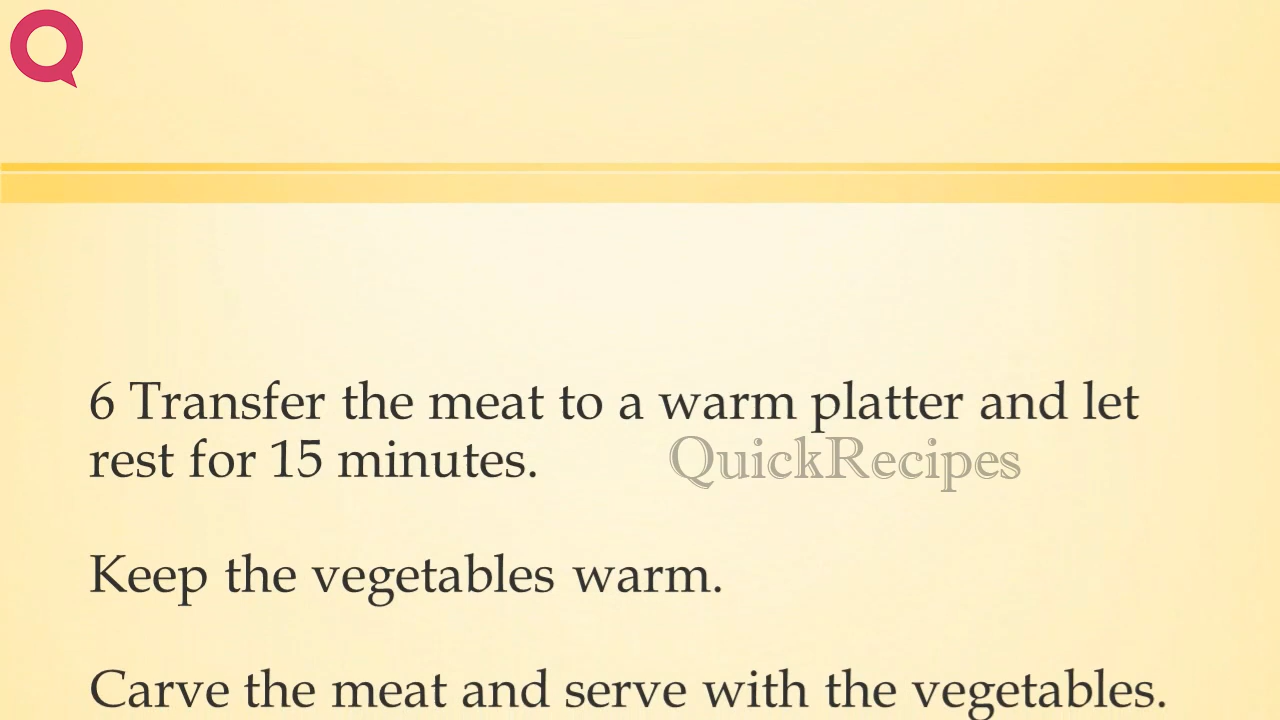 6 Transfer the meat to a warm platter and let
rest for 15 minutes.
QuickRecipes
Keep the vegetables warm.
Carve the meat and serve with the vegetables.